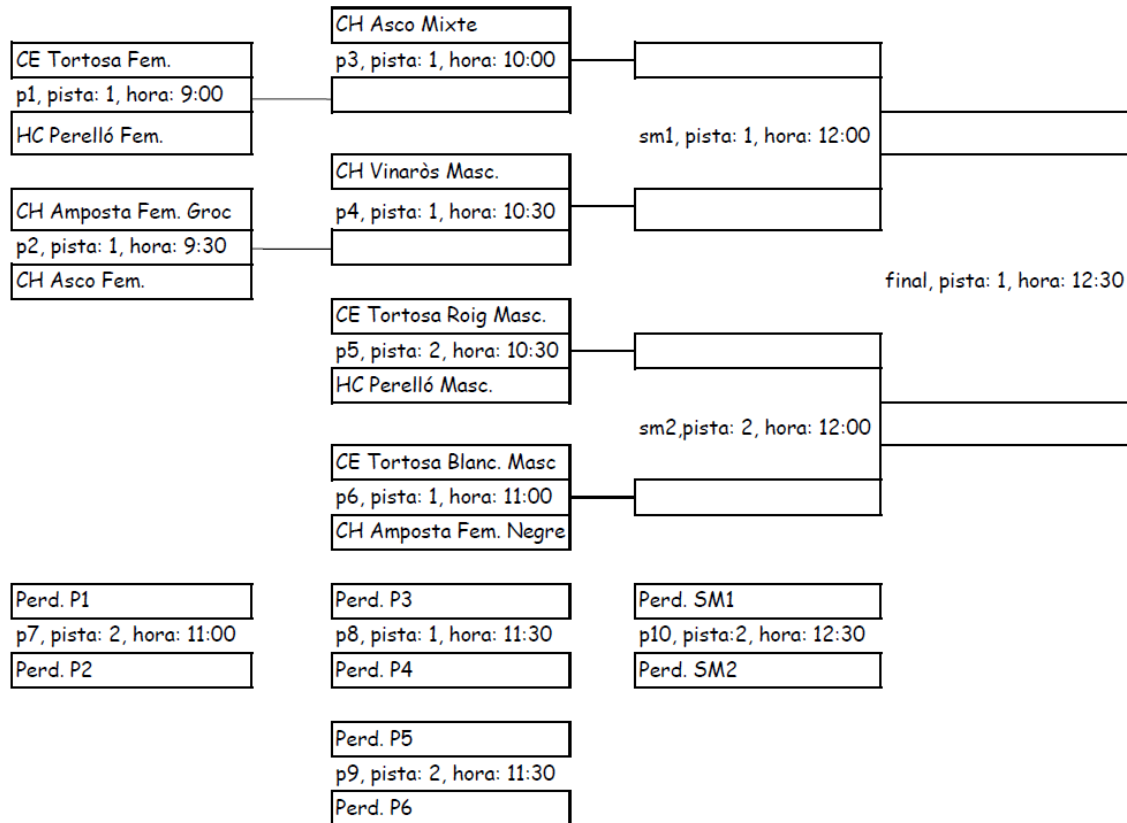 CH Asco Mixte
CE Tortosa Fem.
p3, pista: 1, hora: 10:00
p1, pista: 1, hora: 9:00
HC Perelló Fem.
sm1, pista: 1, hora: 12:00
CH Vinaròs Masc.
CH Amposta Fem. Groc
p4, pista: 1, hora: 10:30
p2, pista: 1, hora: 9:30
CH Asco Fem.
final, pista: 1, hora: 12:30
CE Tortosa Roig Masc.
p5, pista: 2, hora: 10:30
HC Perelló Masc.
sm2,pista: 2, hora: 12:00
CE Tortosa Blanc. Masc
p6, pista: 1, hora: 11:00
CH Amposta Fem. Negre
Perd. P1
Perd. P3
Perd. SM1
p7, pista: 2, hora: 11:00
p8, pista: 1, hora: 11:30
p10, pista:2, hora: 12:30
Perd. P2
Perd. P4
Perd. SM2
Perd. P5
p9, pista: 2, hora: 11:30
Perd. P6